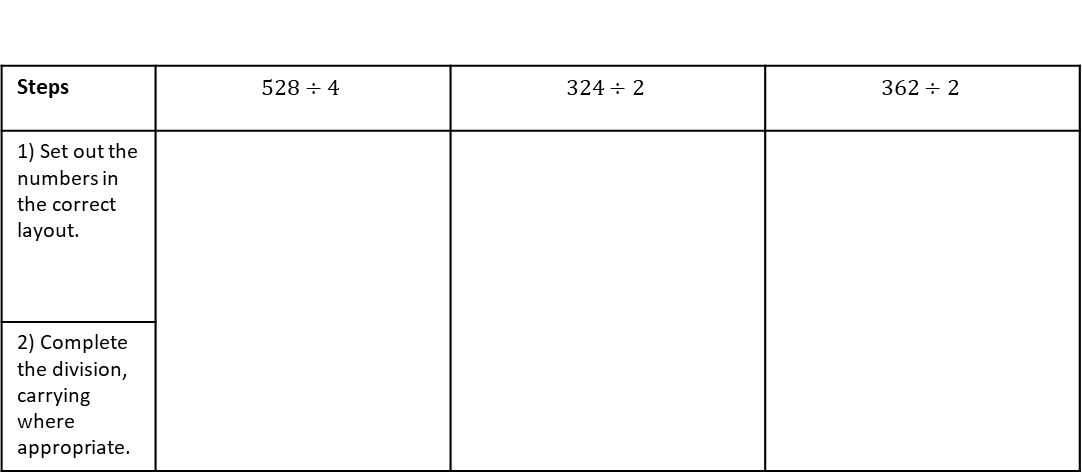 Steps
528 ÷ 4
324 ÷ 2
362 ÷ 2
1) Set out the
numbers in
the correct
layout.
2) Complete
the division,
carrying
where
appropriate.